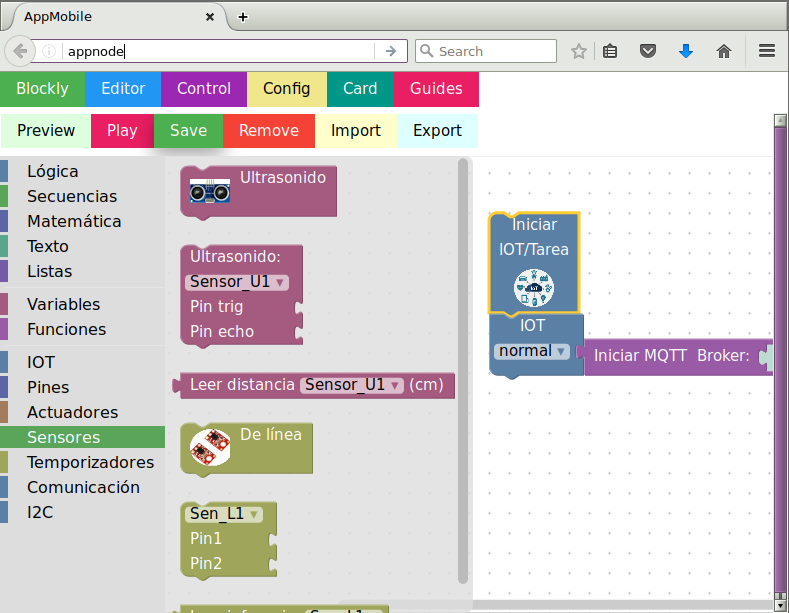 AppMobile
appnode
Search
Blockly Editor Control Config Card Guides
Preview Play Save Remove Import Export
Lógica
Secuencias
Matemática
Texto
Listas
Variables
Funciones
IOT
Pines
Actuadores
Sensores
Temporizadores
Comunicación
I2C
Ultrasonido
Ultrasonido:
Sensor_U1
Pin trig
Pin echo
Leer distancia Sensor_U1 (cm)
De línea
Sen_L1
Pin1
Pin2
Iniciar
IOT/Tarea
IoT
IOT
normal
Iniciar MQTT Broker: